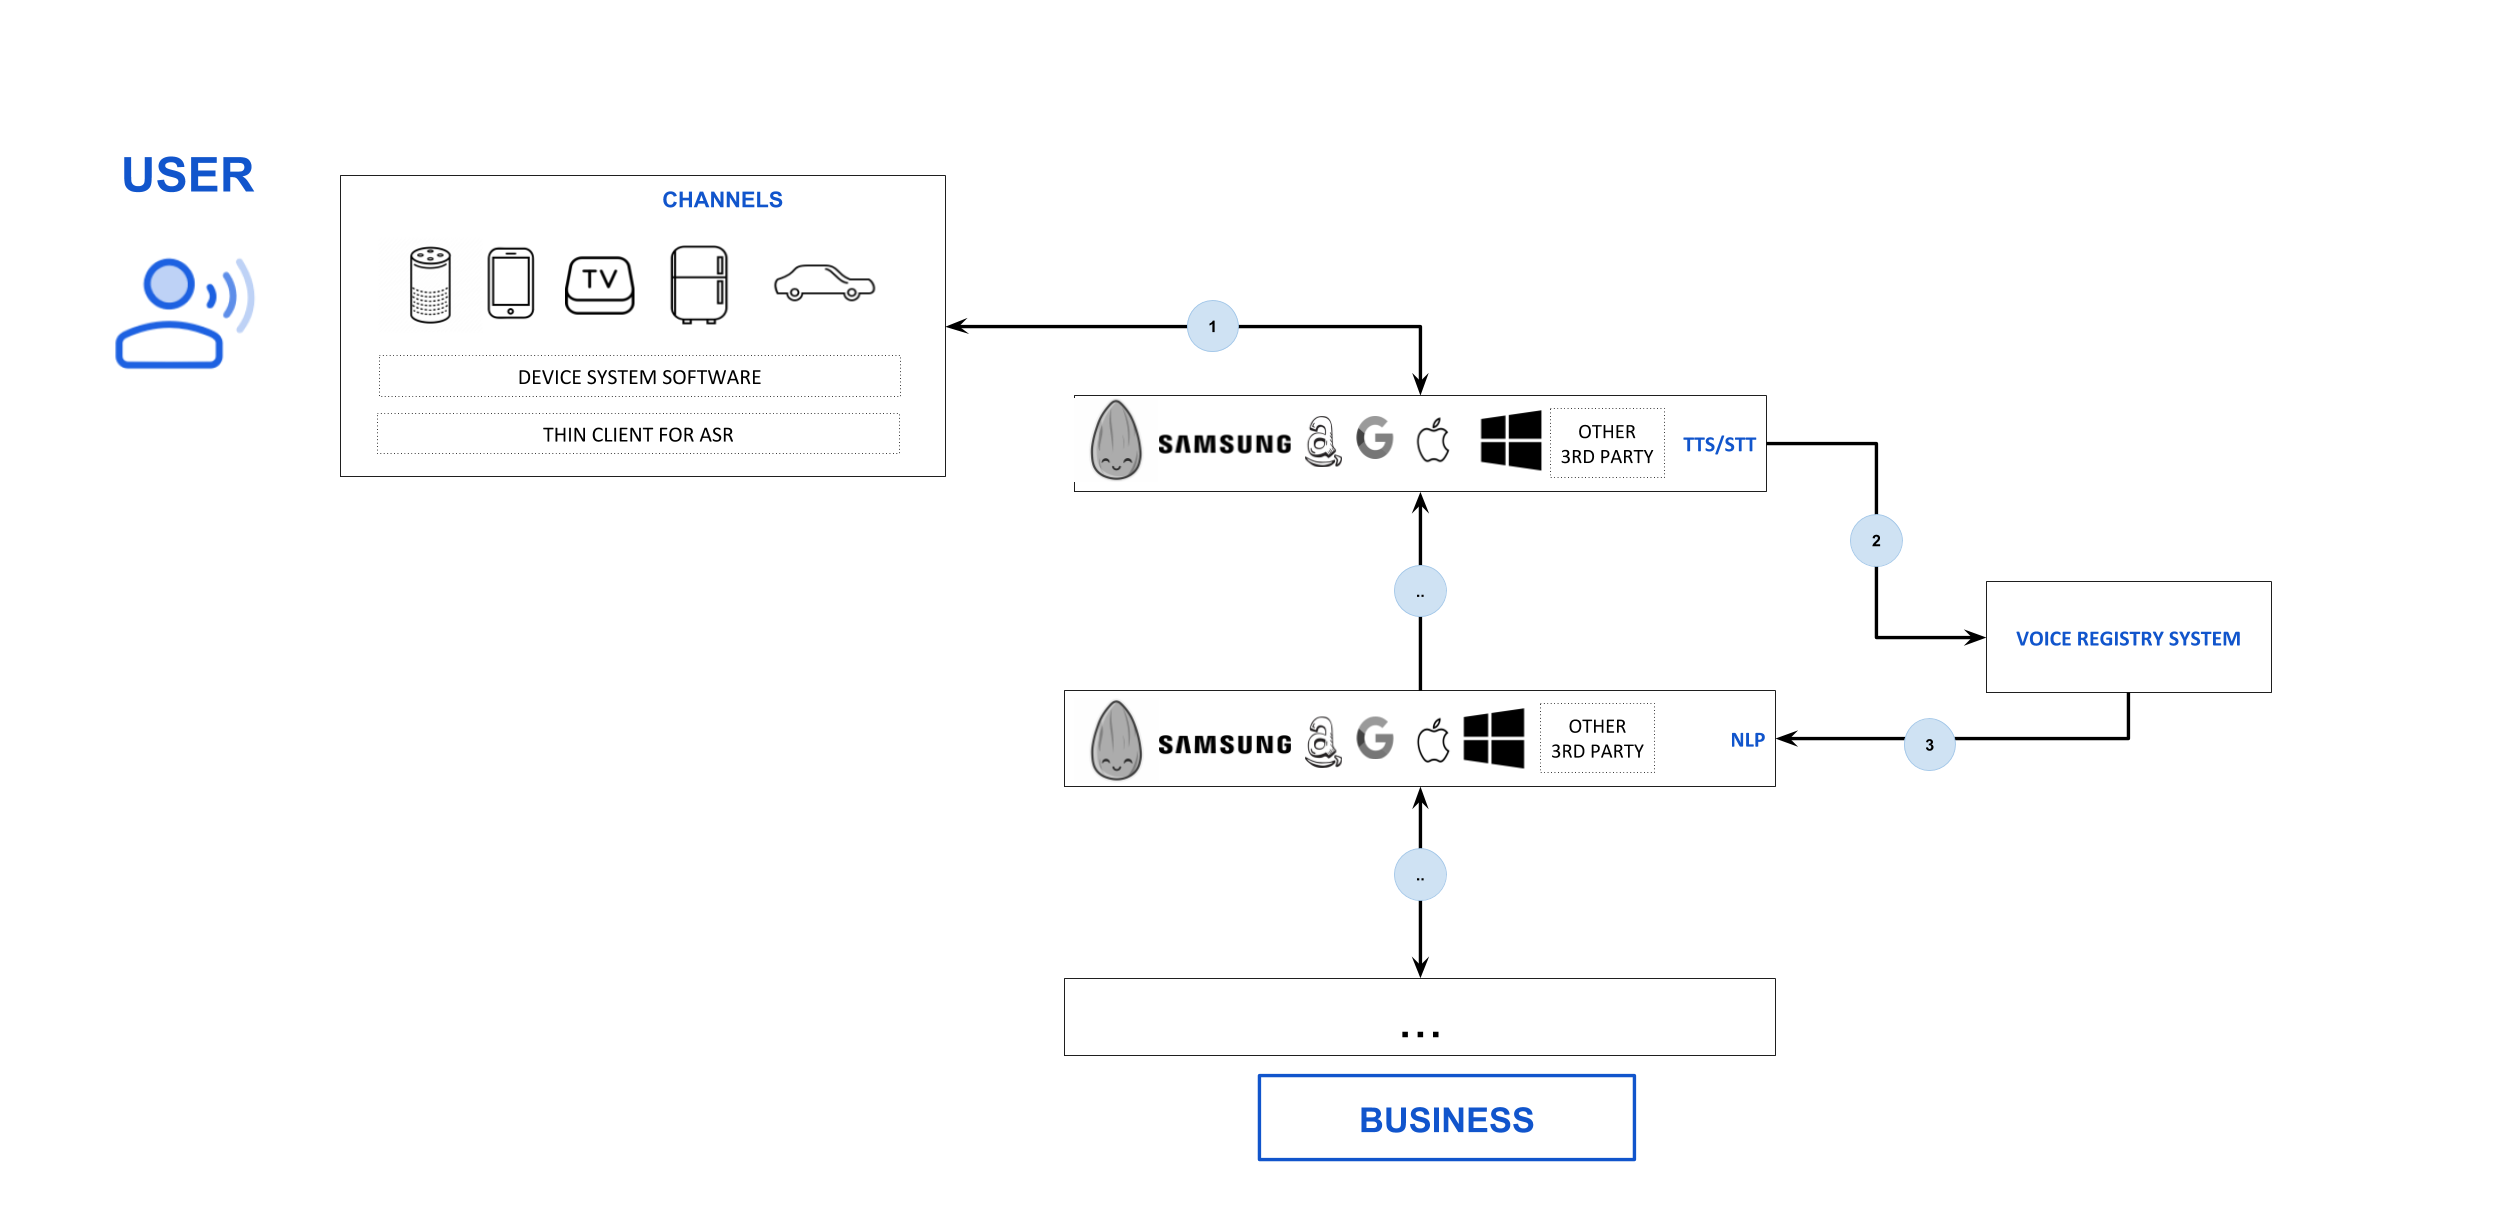 USER
CHANNELS
TV
DEVICE SYSTEM SOFTWARE
THIN CLIENT FOR ASR
1
SAMSUNG
a
G
OTHER
3RD PARTY
TTS/STT
2
..
VOICE REGISTRY SYSTEM
SAMSUNG
a
G
OTHER
3RD PARTY
NLP
3
..
...
BUSINESS